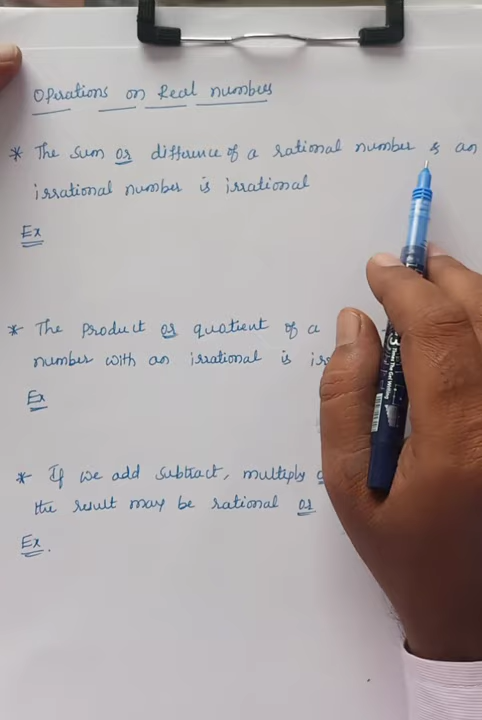 Operations on Real numbers
* The sum or difference of a rational number & an
irrational number is irrational
Ex
* The product or quotient of a
number with an irrational is
Ex
* If we add subtract, multiply
the result may be rational or
Ex.